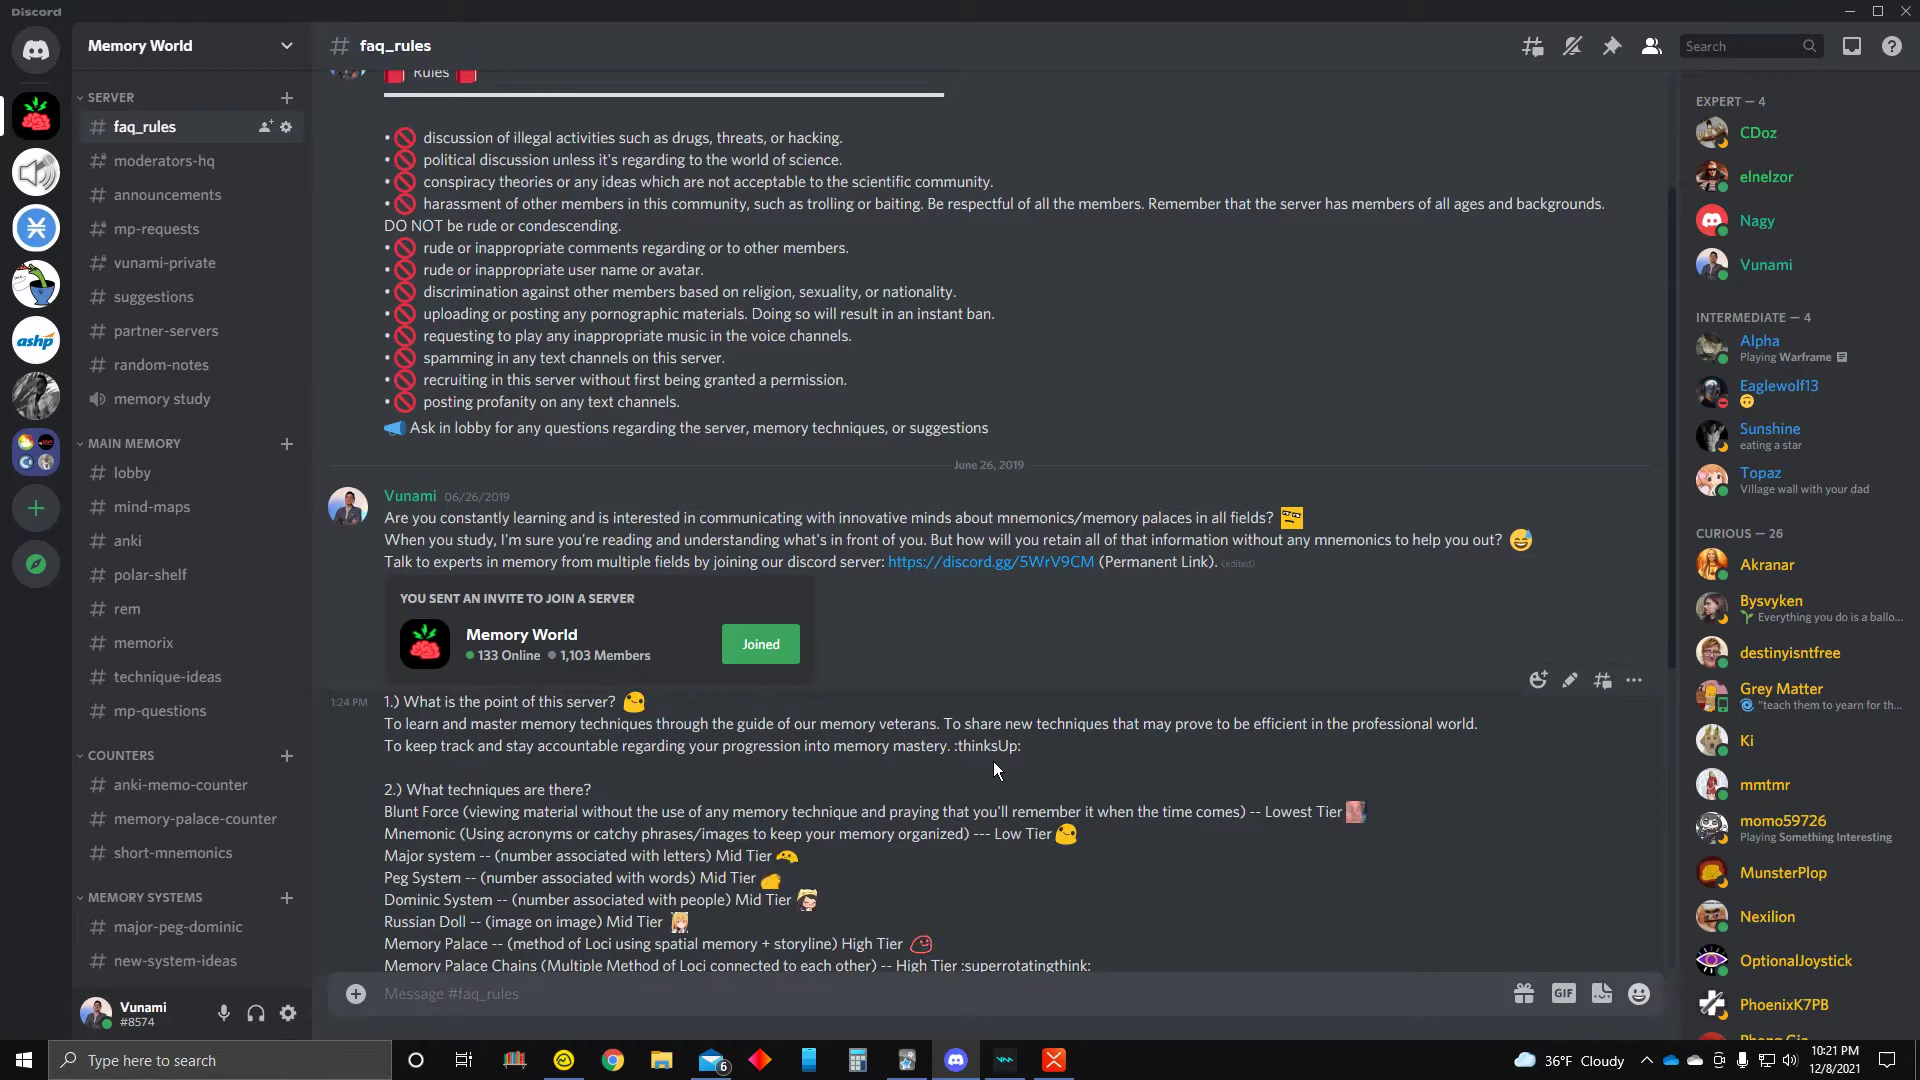 Discord
Memory World
# faq_rules
Search
SERVER
faq_rules
moderators-hq
announcements
mp-requests
vunami-private
suggestions
partner-servers
random-notes
memory study
MAIN MEMORY
lobby
mind-maps
anki
polar-shelf
rem
memorix
technique-ideas
mp-questions
COUNTERS
anki-memo-counter
memory-palace-counter
short-mnemonics
MEMORY SYSTEMS
major-peg-dominic
new-system-ideas
Vunami
#8574
ashp
Rules
• discussion of illegal activities such as drugs, threats, or hacking.
• political discussion unless it's regarding to the world of science.
• conspiracy theories or any ideas which are not acceptable to the scientific community.
• harassment of other members in this community, such as trolling or baiting. Be respectful of all the members. Remember that the server has members of all ages and backgrounds.
DO NOT be rude or condescending.
• rude or inappropriate comments regarding or to other members.
• rude or inappropriate user name or avatar.
• discrimination against other members based on religion, sexuality, or nationality.
• uploading or posting any pornographic materials. Doing so will result in an instant ban.
• requesting to play any inappropriate music in the voice channels.
• spamming in any text channels on this server.
• recruiting in this server without first being granted a permission.
• posting profanity on any text channels.
Ask in lobby for any questions regarding the server, memory techniques, or suggestions
June 26, 2019
Vunami 06/26/2019
Are you constantly learning and is interested in communicating with innovative minds about mnemonics/memory palaces in all fields?
When you study, I'm sure you're reading and understanding what's in front of you. But how will you retain all of that information without any mnemonics to help you out?
Talk to experts in memory from multiple fields by joining our discord server: https://discord.gg/5WrV9CM (Permanent Link). (edited)
YOU SENT AN INVITE TO JOIN A SERVER
Memory World
133 Online 1,103 Members
Joined
1:24 PM 1.) What is the point of this server?
To learn and master memory techniques through the guide of our memory veterans. To share new techniques that may prove to be efficient in the professional world.
To keep track and stay accountable regarding your progression into memory mastery. :thinksUp:
2.) What techniques are there?
Blunt Force (viewing material without the use of any memory technique and praying that you'll remember it when the time comes) -- Lowest Tier
Mnemonic (Using acronyms or catchy phrases/images to keep your memory organized) --- Low Tier
Major system -- (number associated with letters) Mid Tier
Peg System -- (number associated with words) Mid Tier
Dominic System -- (number associated with people) Mid Tier
Russian Doll -- (image on image) Mid Tier
Memory Palace -- (method of Loci using spatial memory + storyline) High Tier
Memory Palace Chains (Multiple Method of Loci connected to each other) -- High Tier :superrotatingthink:
Message #faq_rules
GIF
EXPERT — 4
CDoz
elnelzor
Nagy
Vunami
INTERMEDIATE — 4
Alpha
Playing Warframe
Eaglewolf13
Sunshine
eating a star
Topaz
Village wall with your dad
CURIOUS — 26
Akranar
Bysvyken
Everything you do is a ballo...
destinyisntfree
Grey Matter
"teach them to yearn for th...
Ki
mmtmr
momo59726
Playing Something Interesting
MunsterPlop
Nexilion
OptionalJoystick
PhoenixK7PB
Type here to search
6
36°F Cloudy
10:21 PM
12/8/2021